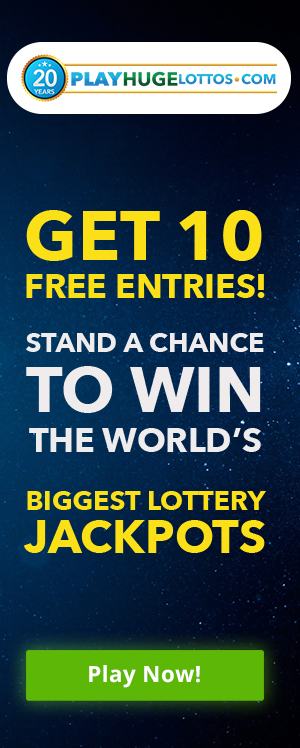 20
YEARS
PLAYHUGELOTTOS.COM
GET 10
FREE ENTRIES!
STAND A CHANCE
TO WIN
THE WORLD'S
BIGGEST LOTTERY
JACKPOTS
Play Now!